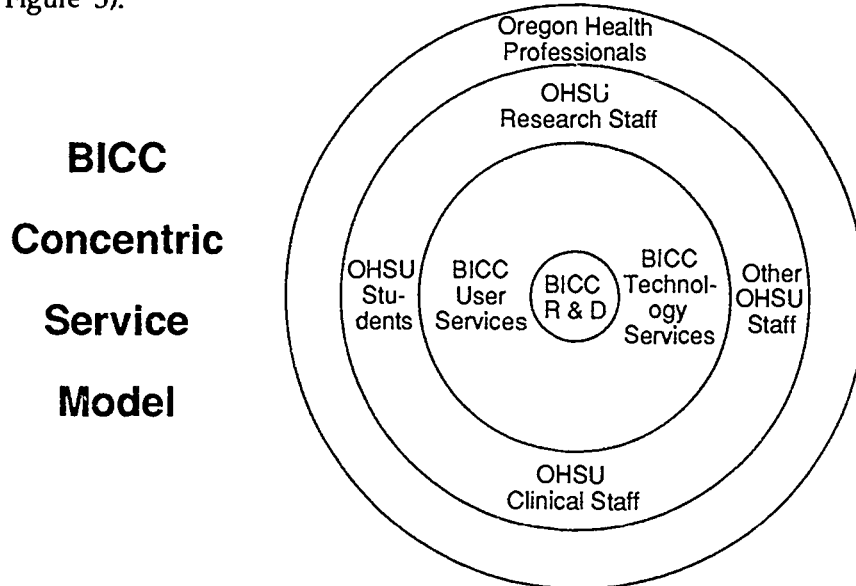 Figure 5).
BICC
Concentric
Service
Model
Oregon Health
Professionals
OHSU
Research Staff
OHSU
Stu-
dents
BICC
User
Services
BICC
R & D
BICC
Technol-
ogy
Services
Other
OHSU
Staff
OHSU
Clinical Staff